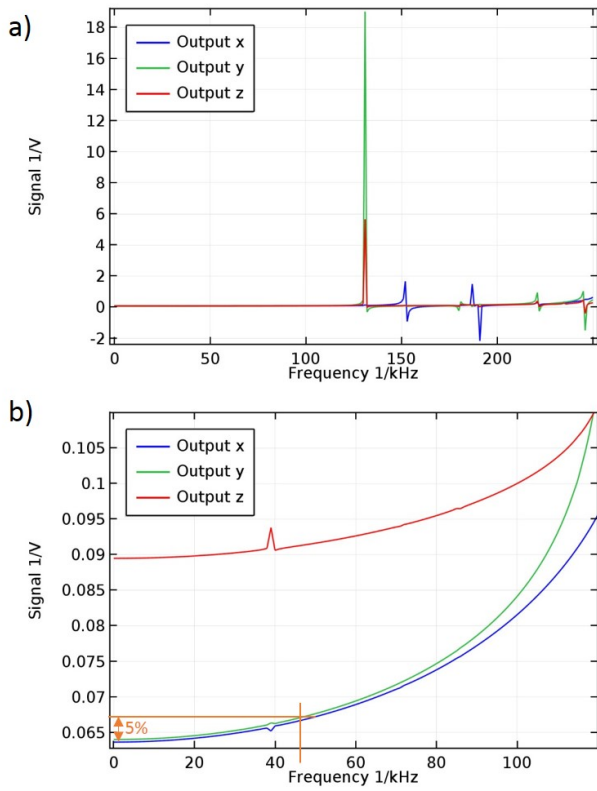 a)
Output x
Output y
Output z
Signal 1/V
18
16
14
12
10
8
6
4
2
0
-2
0
50
100
150
200
250
Frequency 1/kHz
b)
Output x
Output y
Output z
Signal 1/V
0.105
0.1
0.095
0.09
0.085
0.08
0.075
0.07
0.065
5%
0
20
40
60
80
100
Frequency 1/kHz